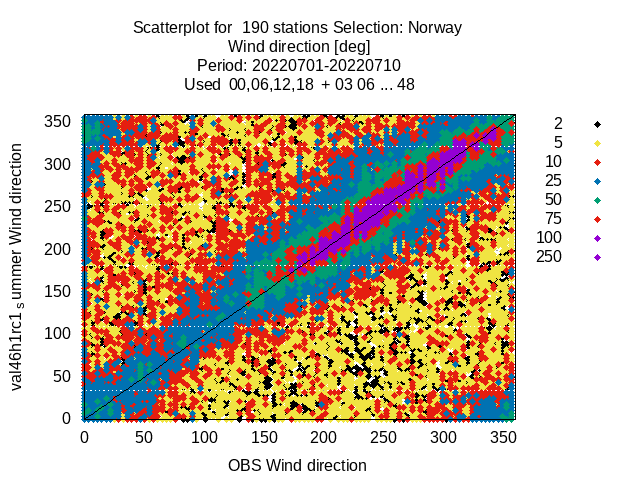 Scatterplot for 190 stations Selection: Norway
Wind direction [deg]
Period: 20220701-20220710
Used 00,06,12,18 + 03 06 ... 48
val46h1rc1 summer Wind direction
350
300
250
200
150
100
50
0
0 50 100 150 200 250 300 350
OBS Wind direction
2
5
10
25
50
75
100
250